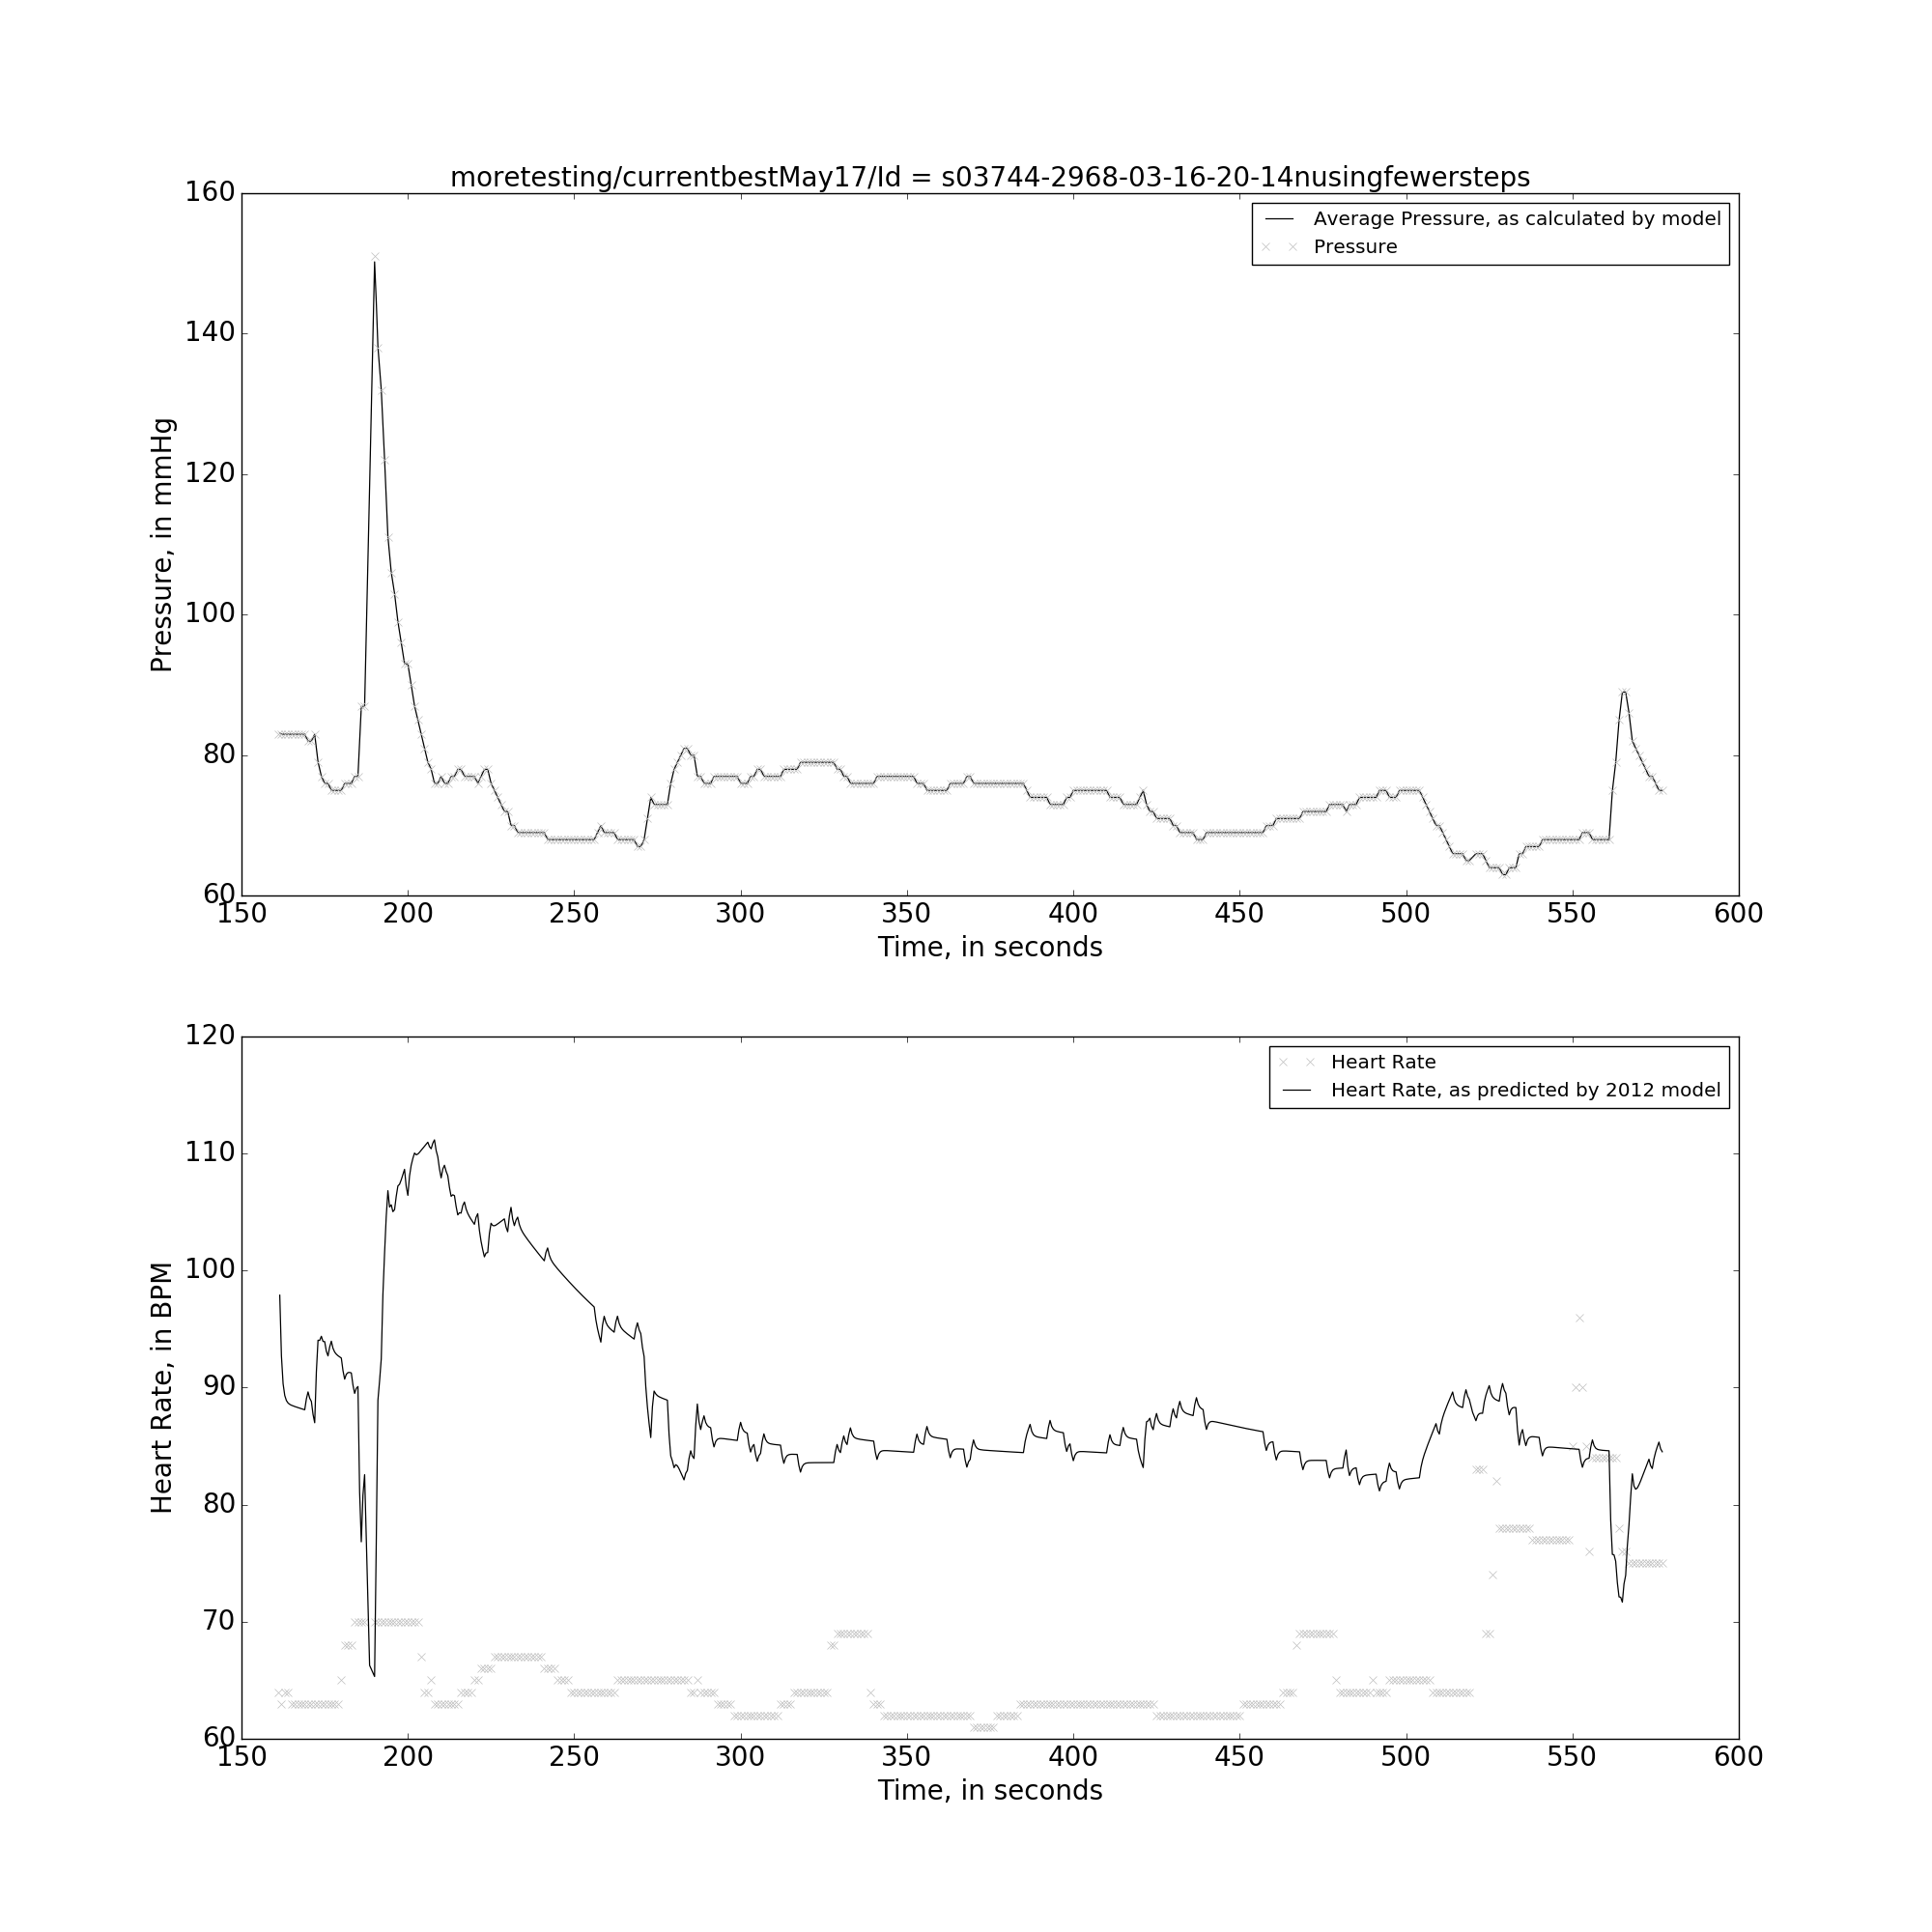 moretesting/currentbestMay17/Id = s03744-2968-03-16-20-14nusingfewersteps
160
140
120
100
80
60
Pressure, in mmHg
Average Pressure, as calculated by model
Pressure
150 200 250 300 350 400 450 500 550 600
Time, in seconds
120
110
100
90
80
70
60
Heart Rate, in BPM
Heart Rate
Heart Rate, as predicted by 2012 model
150 200 250 300 350 400 450 500 550 600
Time, in seconds